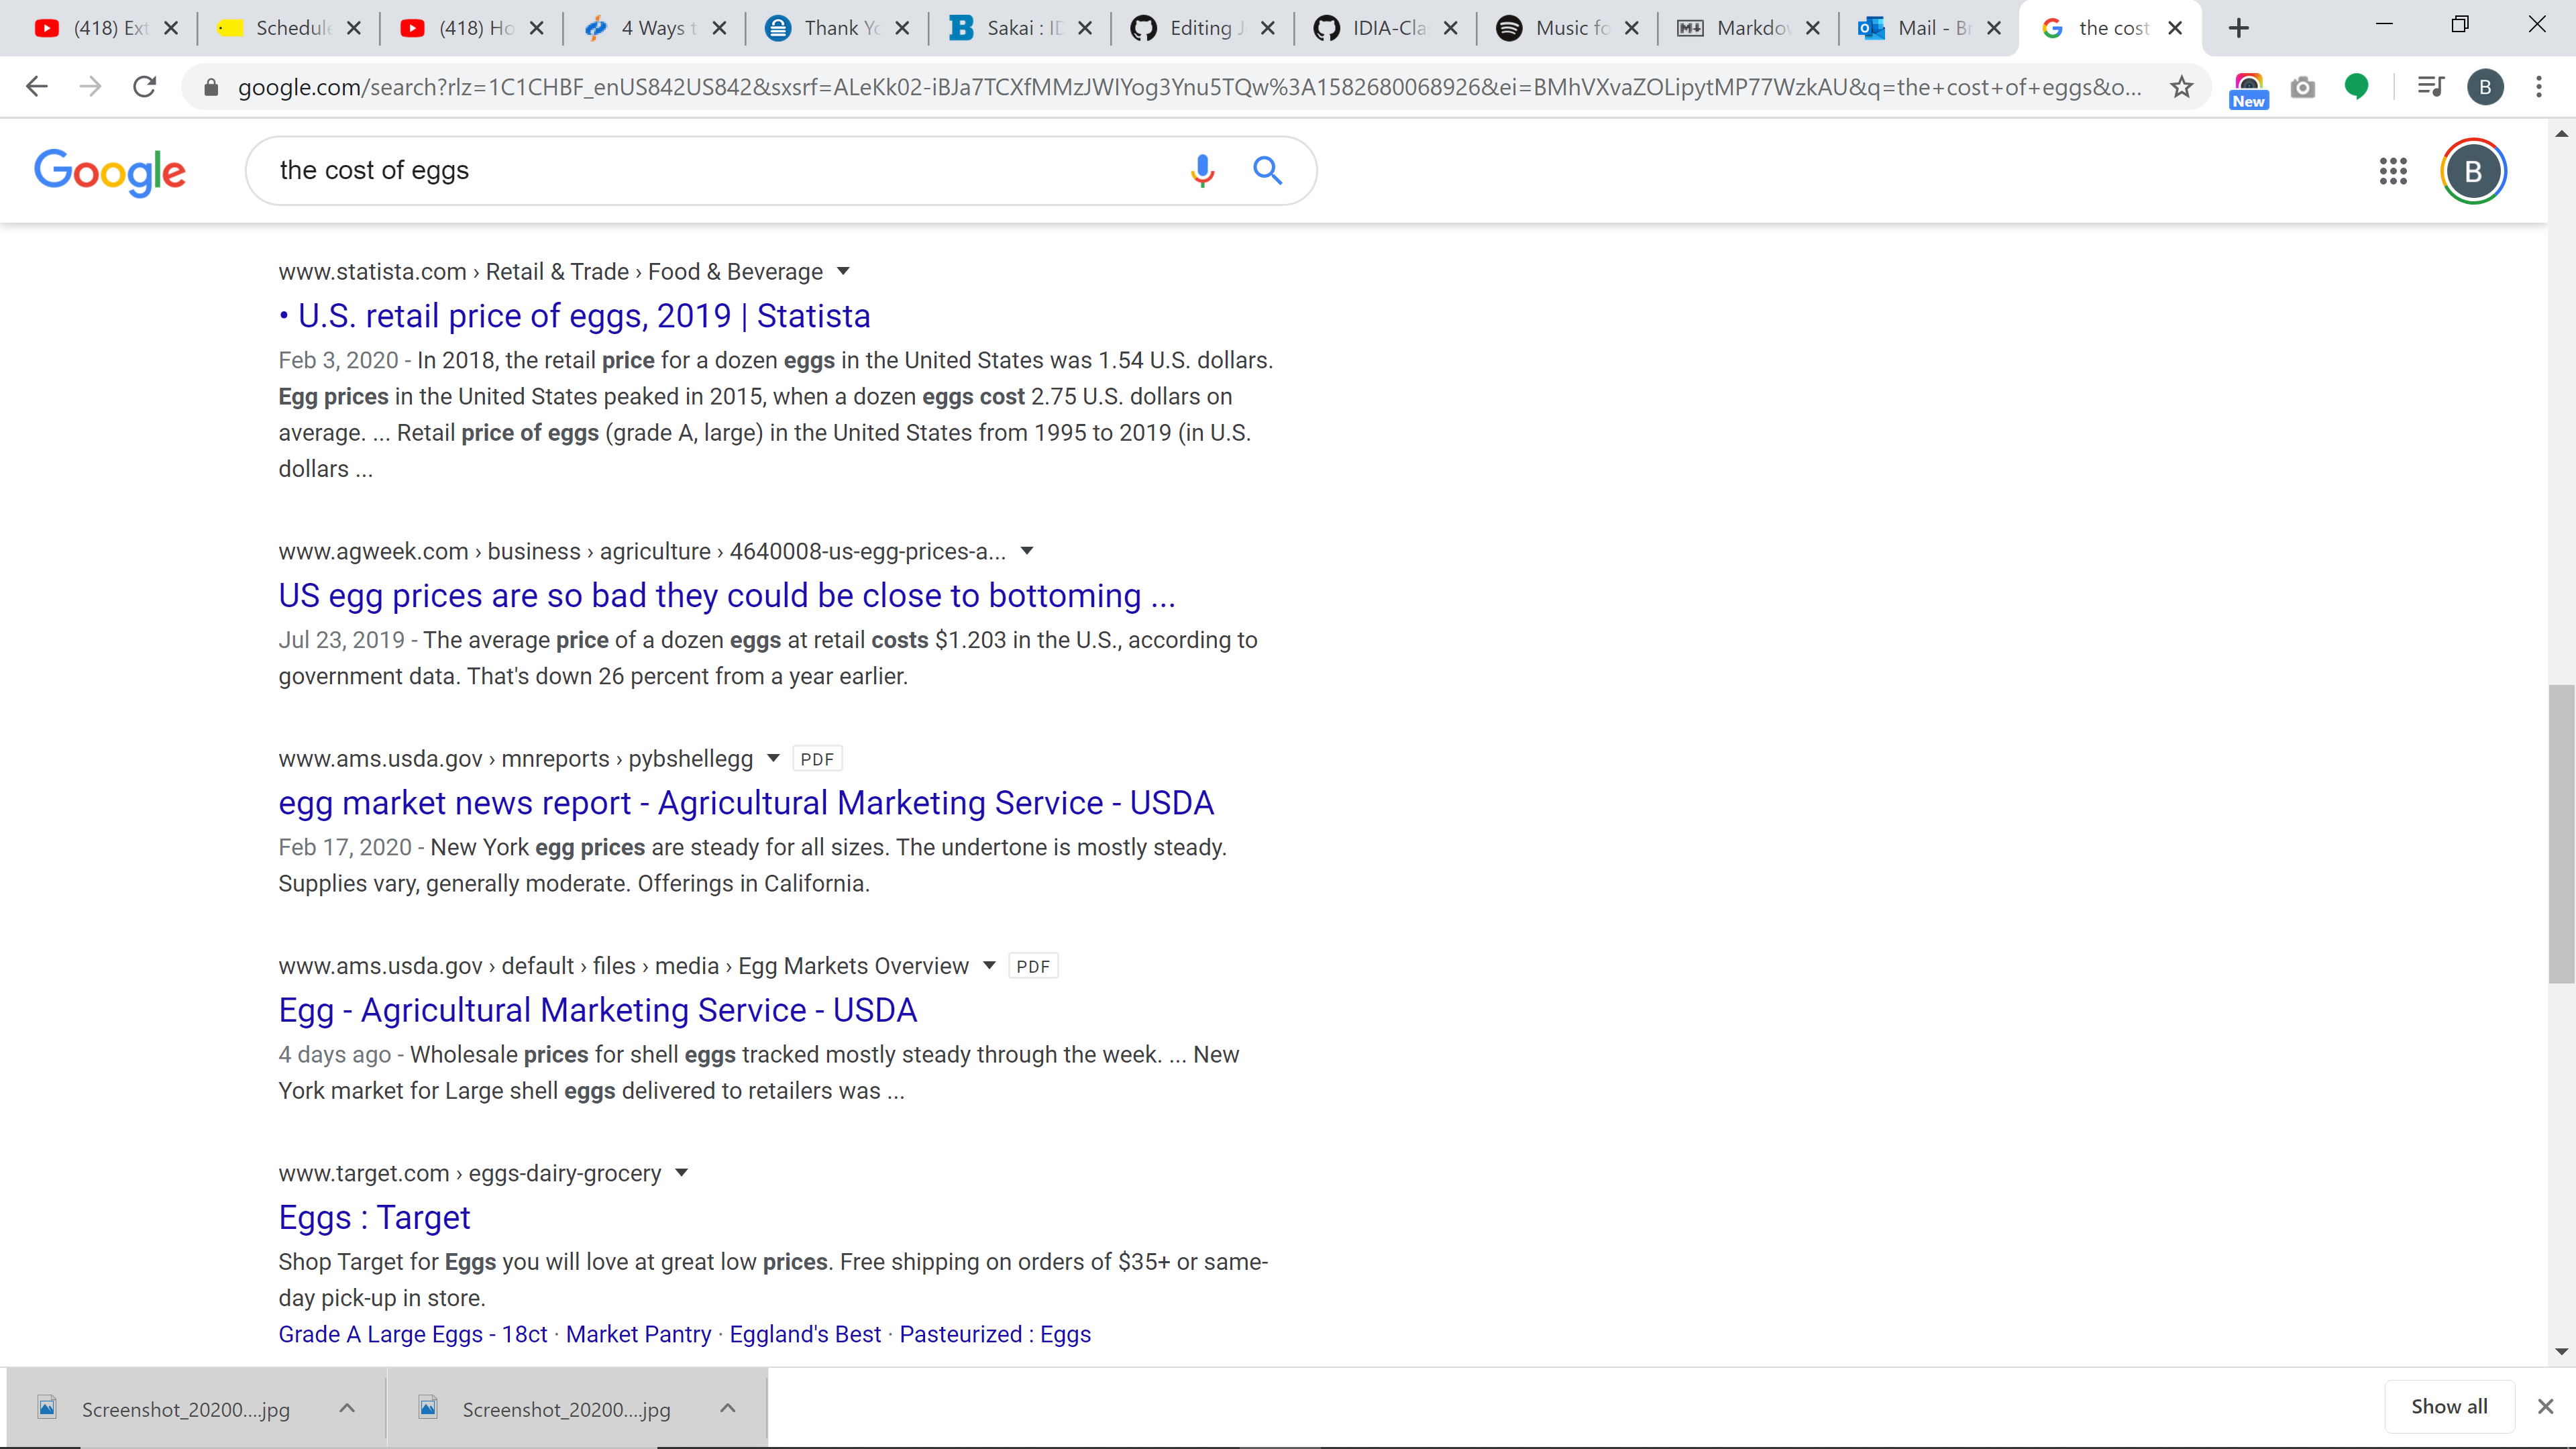 (418) Ext
Schedule
(418) Ho
4 Ways t
Thank Yo
Sakai : ID
Editing J
IDIA-Cla
Music fo
Markdow
Mail - Br
the cost
google.com/search?rlz=1C1CHBF_enUS842US842&sxsrf=ALeKk02-iBJa7TCXfMMzJWIYog3Ynu5TQw%3A1582680068926&ei=BMhVXvaZOLipytMP77WzkAU&q=the+cost+of+eggs&o...
New
B
Google
the cost of eggs
B
www.statista.com › Retail & Trade › Food & Beverage
• U.S. retail price of eggs, 2019 | Statista
Feb 3, 2020 - In 2018, the retail price for a dozen eggs in the United States was 1.54 U.S. dollars.
Egg prices in the United States peaked in 2015, when a dozen eggs cost 2.75 U.S. dollars on
average. ... Retail price of eggs (grade A, large) in the United States from 1995 to 2019 (in U.S.
dollars ...
www.agweek.com › business › agriculture › 4640008-us-egg-prices-a...
US egg prices are so bad they could be close to bottoming ...
Jul 23, 2019 - The average price of a dozen eggs at retail costs $1.203 in the U.S., according to
government data. That's down 26 percent from a year earlier.
www.ams.usda.gov › mnreports › pybshellegg PDF
egg market news report - Agricultural Marketing Service - USDA
Feb 17, 2020 - New York egg prices are steady for all sizes. The undertone is mostly steady.
Supplies vary, generally moderate. Offerings in California.
www.ams.usda.gov › default › files › media › Egg Markets Overview PDF
Egg - Agricultural Marketing Service - USDA
4 days ago - Wholesale prices for shell eggs tracked mostly steady through the week. ... New
York market for Large shell eggs delivered to retailers was ...
www.target.com › eggs-dairy-grocery
Eggs : Target
Shop Target for Eggs you will love at great low prices. Free shipping on orders of $35+ or same-
day pick-up in store.
Grade A Large Eggs - 18ct · Market Pantry · Eggland's Best · Pasteurized : Eggs
Screenshot_20200....jpg
Screenshot_20200....jpg
Show all